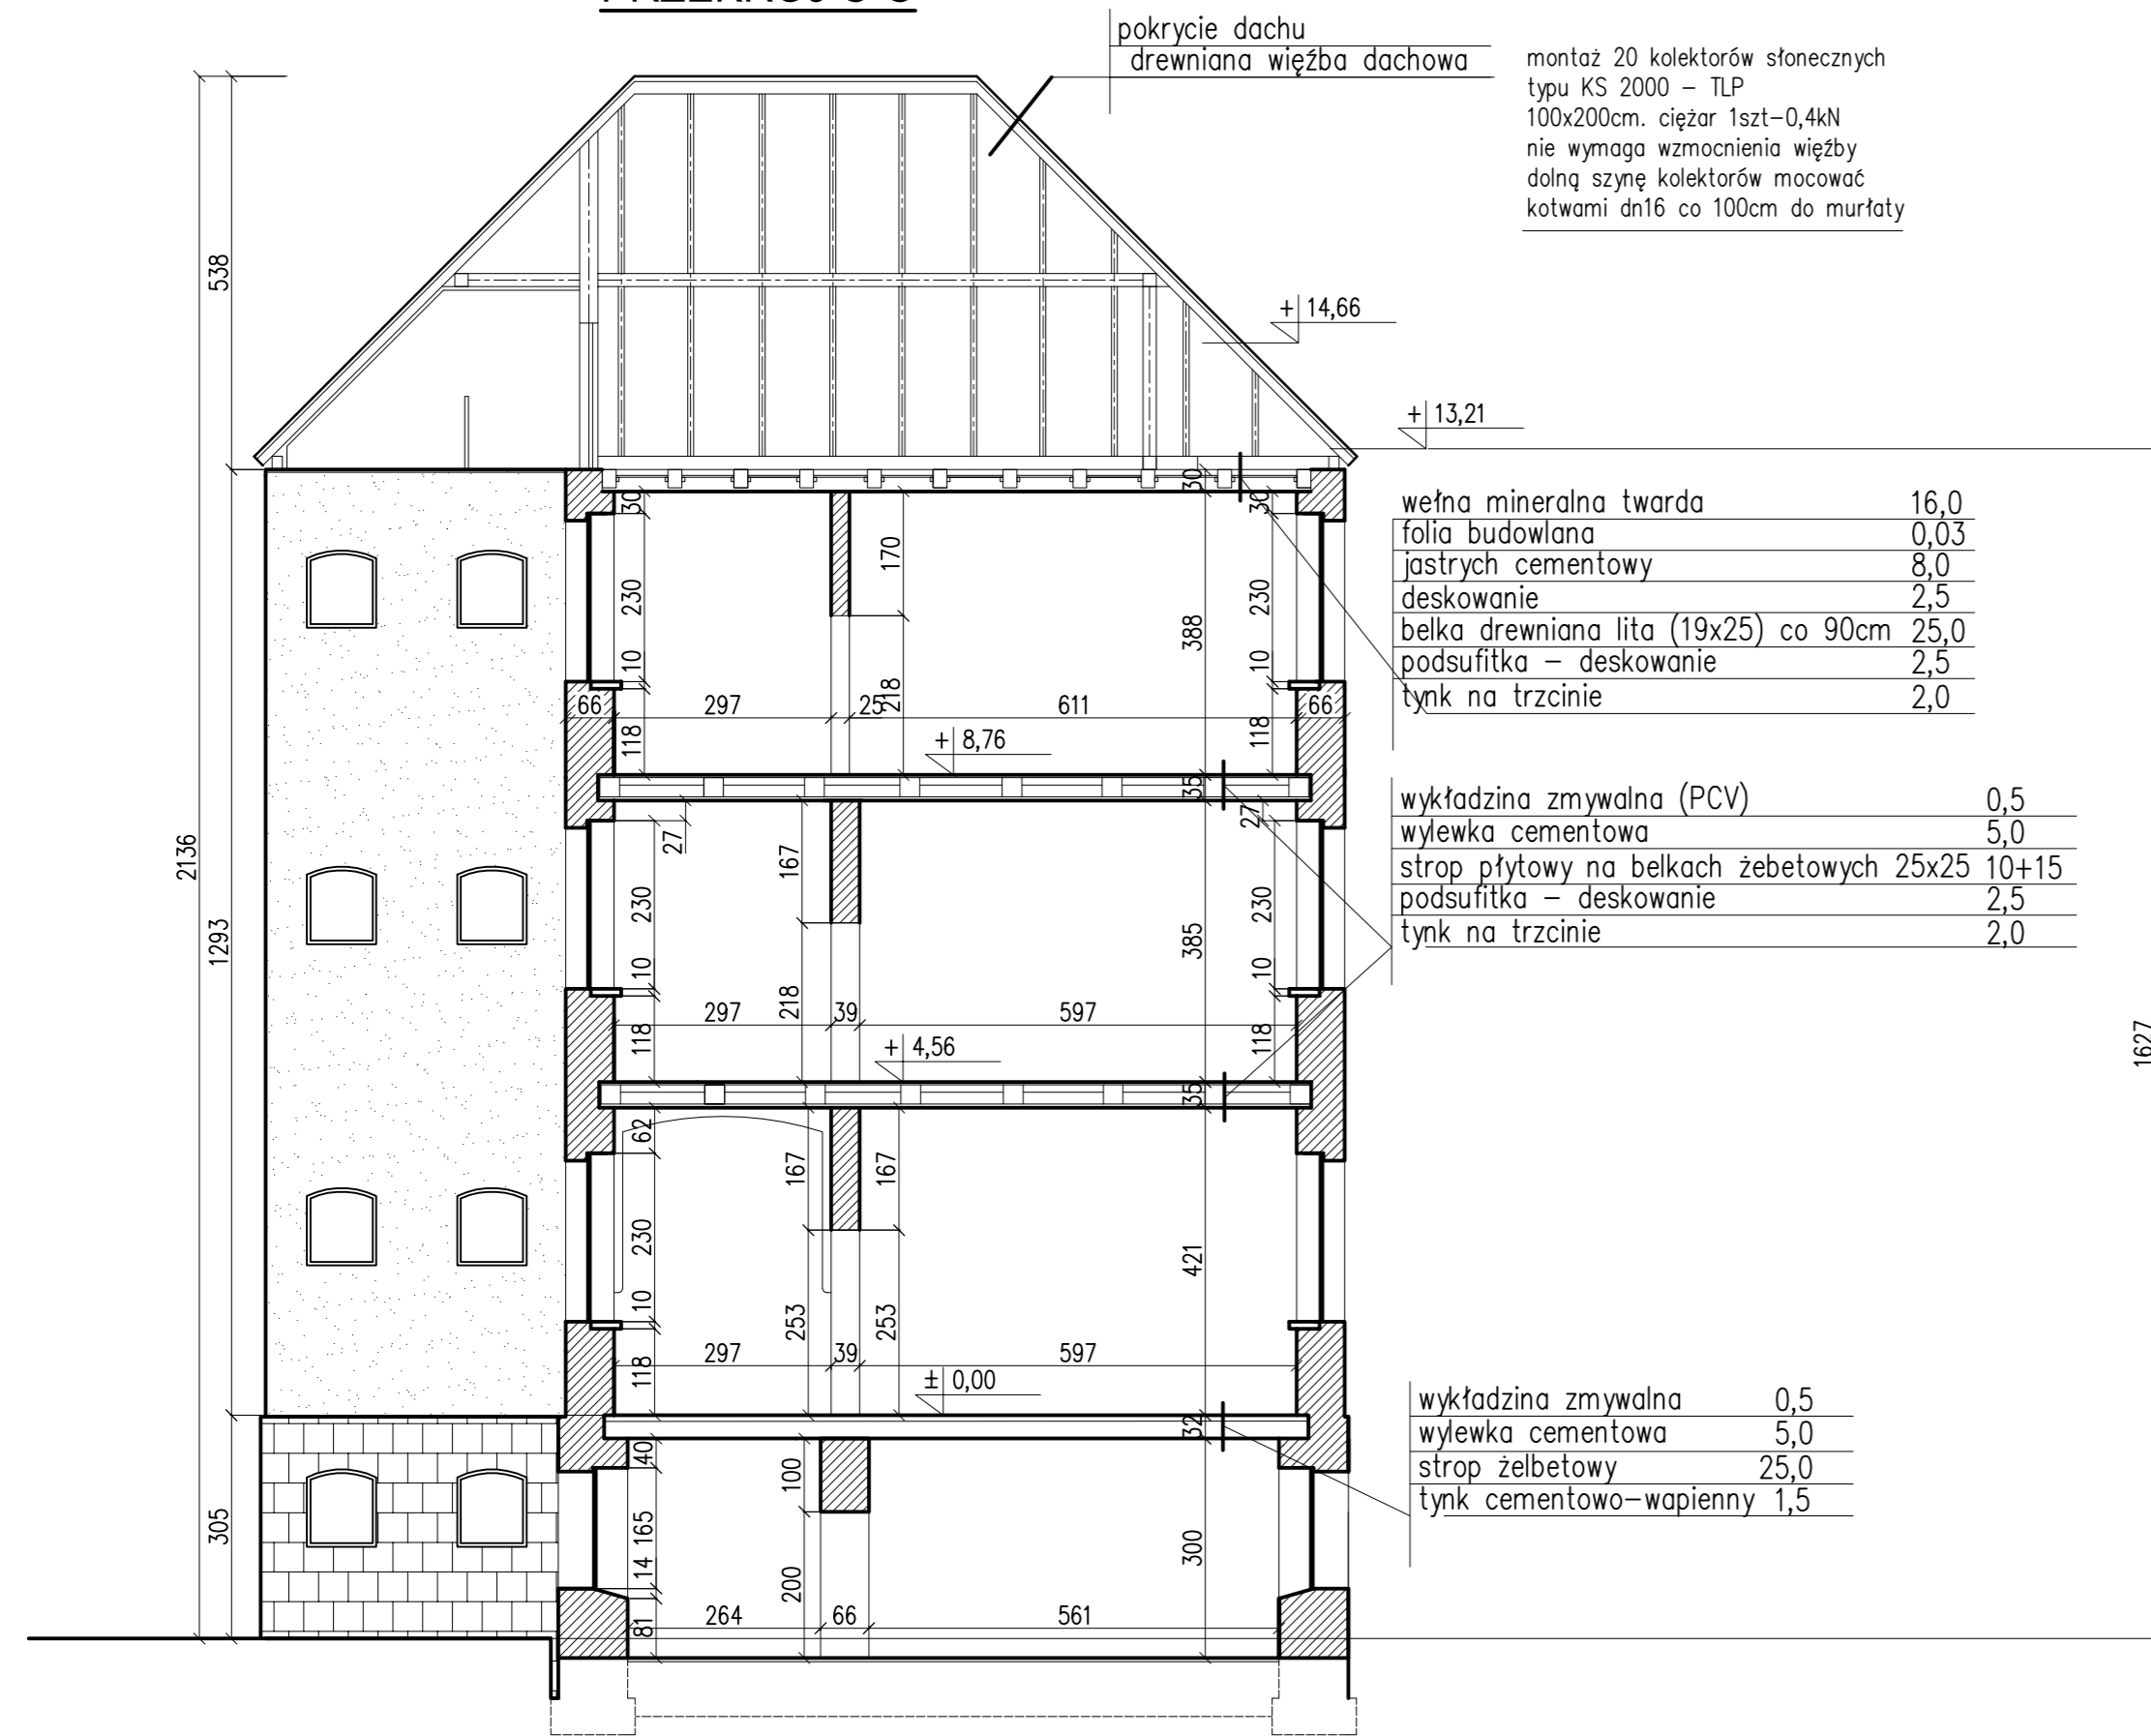 pokrycie dachu
drewniana więźba dachowa
montaż 20 kolektorów słonecznych
typu KS 2000 – TLP
100x200cm. ciężar 1szt–0,4kN
nie wymaga wzmocnienia więźby
dolną szynę kolektorów mocować
kotwami dn16 co 100cm do murłaty
538
+ 14,66
+ 13,21
30
30
30
170
230
230
388
10
10
218
66
297
25
611
66
118
118
+ 8,76
wełna mineralna twarda 16,0
folia budowlana 0,03
jastrych cementowy 8,0
deskowanie 2,5
belka drewniana lita (19x25) co 90cm 25,0
podsufitka – deskowanie 2,5
tynk na trzcinie 2,0
35
27
27
wykładzina zmywalna (PCV) 0,5
wylewka cementowa 5,0
strop płytowy na belkach żebetowych 25x25 10+15
podsufitka – deskowanie 2,5
tynk na trzcinie 2,0
2136
1293
167
230
230
385
10
10
218
297
39
597
118
118
1627
+ 4,56
35
62
167
167
230
421
10
253
253
297
39
597
118
± 0,00
32
wykładzina zmywalna 0,5
wylewka cementowa 5,0
strop żelbetowy 25,0
tynk cementowo–wapienny 1,5
305
40
100
165
14
200
300
264
66
561
81